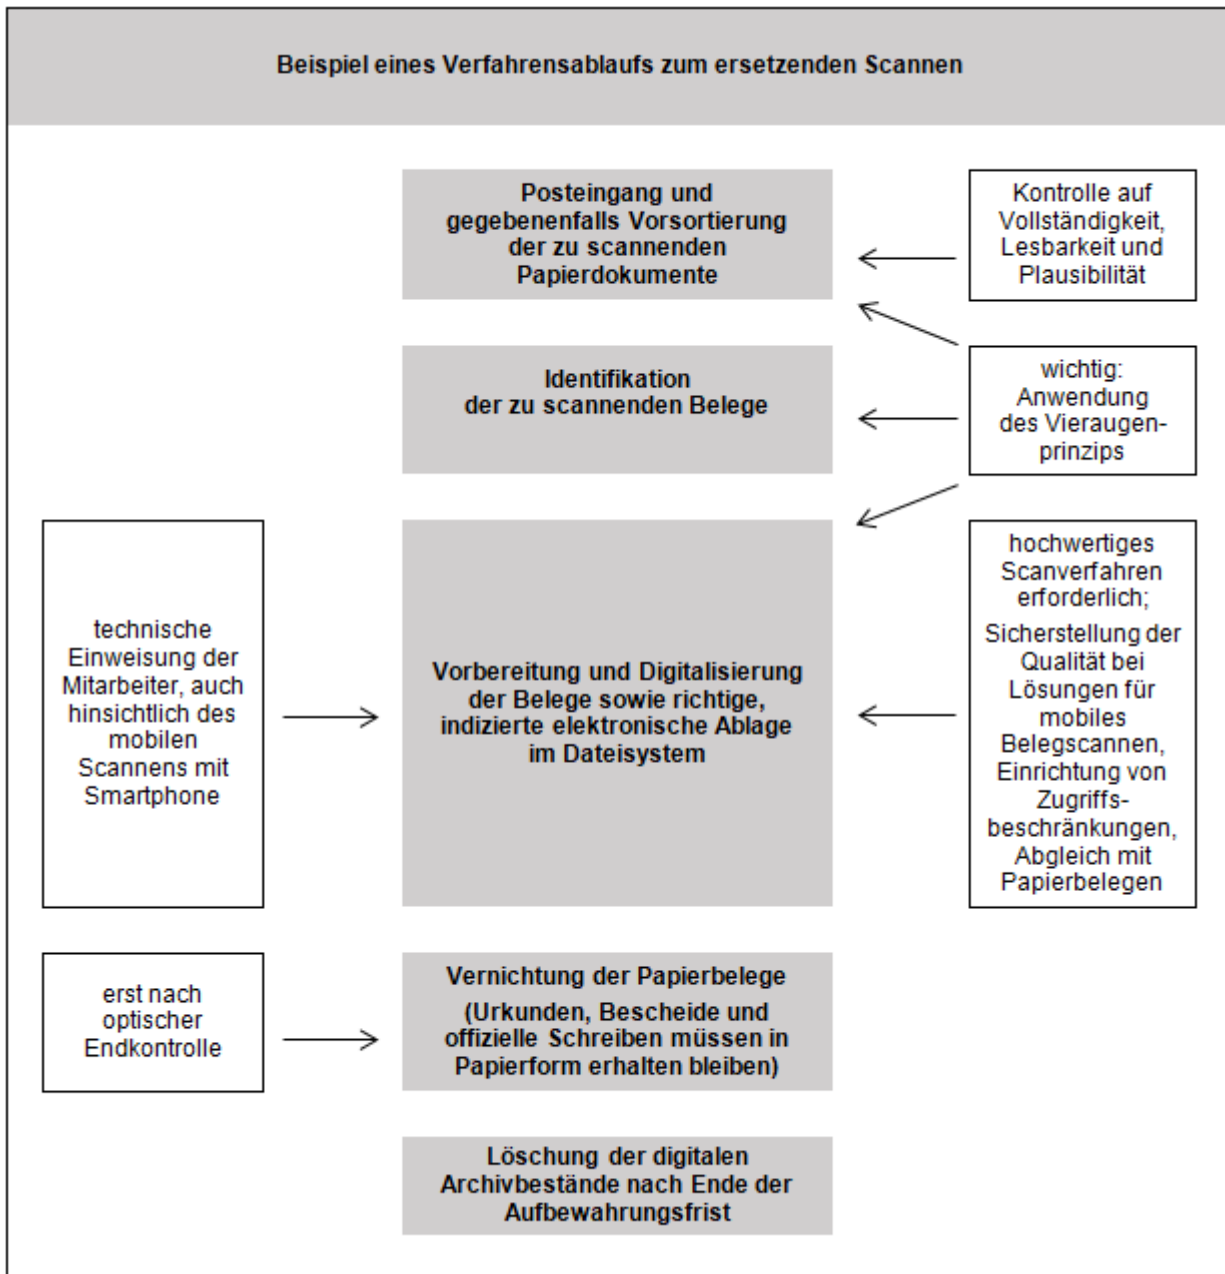 Beispiel eines Verfahrensablaufs zum ersetzenden Scannen
Posteingang und
gegebenenfalls Vorsortierung
der zu scannenden
Papierdokumente
Kontrolle auf
Vollständigkeit,
Lesbarkeit und
Plausibilität
Identifikation
der zu scannenden Belege
wichtig:
Anwendung
des Vieraugen-
prinzips
technische
Einweisung der
Mitarbeiter, auch
hinsichtlich des
mobilen
Scannens mit
Smartphone
Vorbereitung und Digitalisierung
der Belege sowie richtige,
indizierte elektronische Ablage
im Dateisystem
hochwertiges
Scanverfahren
erforderlich;
Sicherstellung der
Qualität bei
Lösungen für
mobiles
Belegscannen,
Einrichtung von
Zugriffs-
beschränkungen,
Abgleich mit
Papierbelegen
erst nach
optischer
Endkontrolle
Vernichtung der Papierbelege
(Urkunden, Bescheide und
offizielle Schreiben müssen in
Papierform erhalten bleiben)
Löschung der digitalen
Archivbestände nach Ende der
Aufbewahrungsfrist